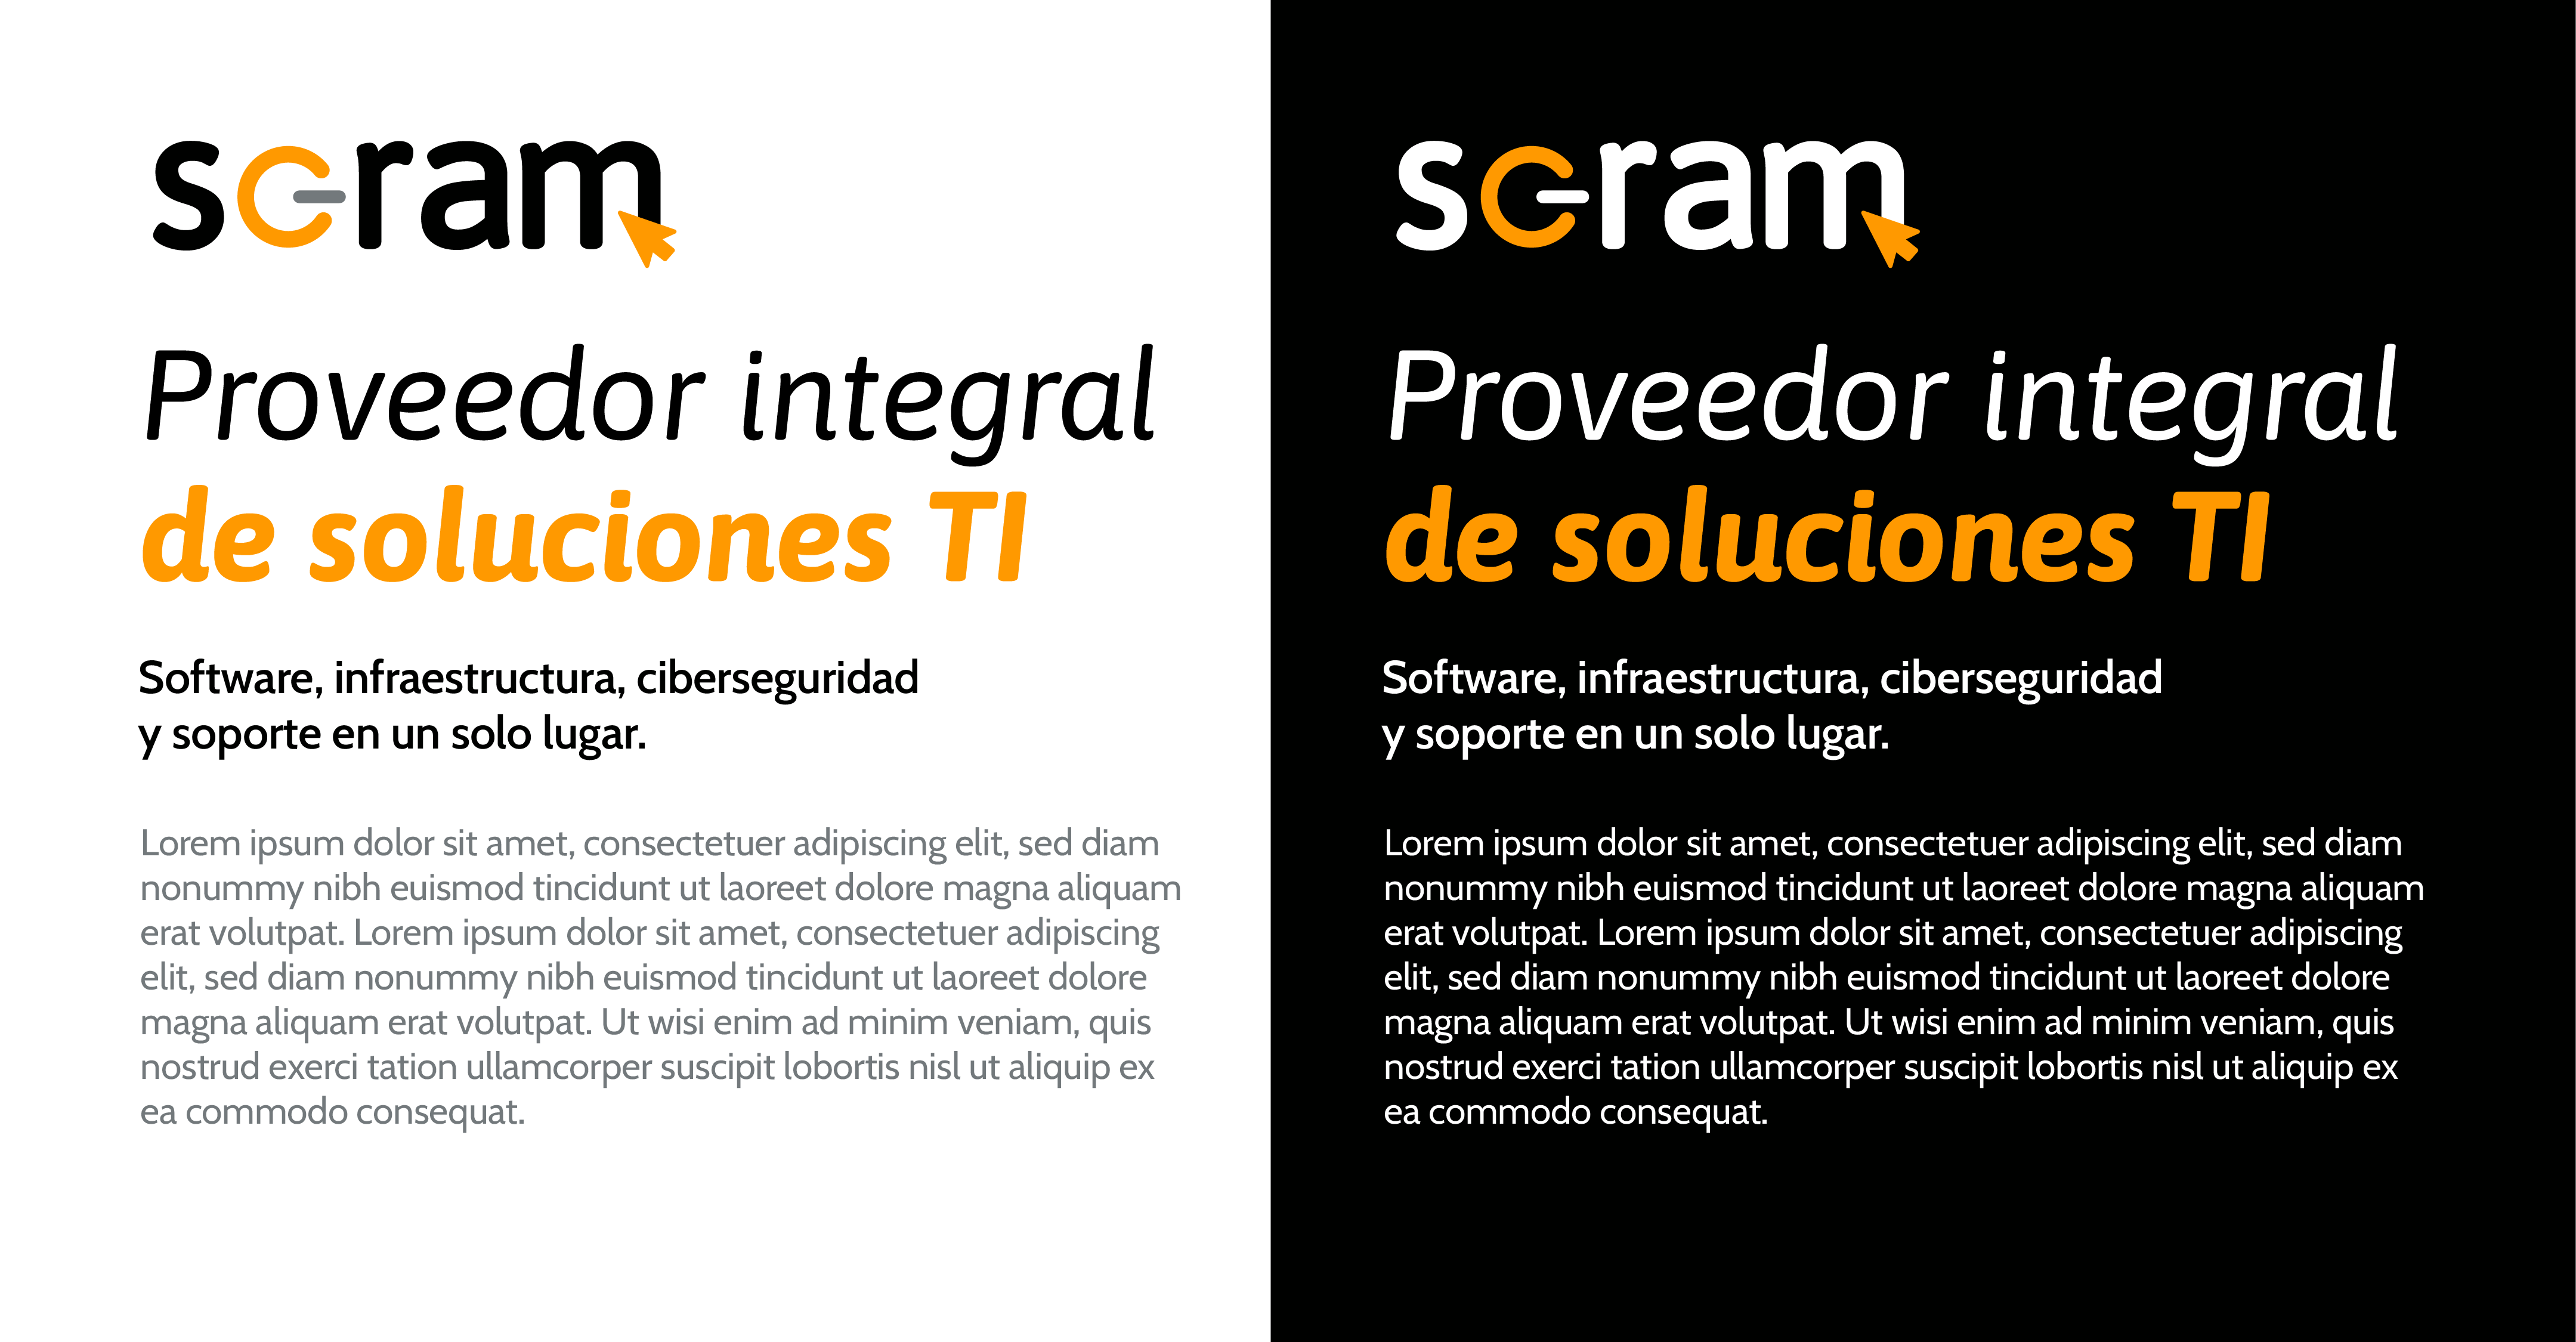 scram
Proveedor integral
de soluciones TI
Software, infraestructura, ciberseguridad
y soporte en un solo lugar.
Lorem ipsum dolor sit amet, consectetuer adipiscing elit, sed diam
nonummy nibh euismod tincidunt ut laoreet dolore magna aliquam
erat volutpat. Lorem ipsum dolor sit amet, consectetuer adipiscing
elit, sed diam nonummy nibh euismod tincidunt ut laoreet dolore
magna aliquam erat volutpat. Ut wisi enim ad minim veniam, quis
nostrud exerci tation ullamcorper suscipit lobortis nisl ut aliquip ex
ea commodo consequat.
scram
Proveedor integral
de soluciones TI
Software, infraestructura, ciberseguridad
y soporte en un solo lugar.
Lorem ipsum dolor sit amet, consectetuer adipiscing elit, sed diam
nonummy nibh euismod tincidunt ut laoreet dolore magna aliquam
erat volutpat. Lorem ipsum dolor sit amet, consectetuer adipiscing
elit, sed diam nonummy nibh euismod tincidunt ut laoreet dolore
magna aliquam erat volutpat. Ut wisi enim ad minim veniam, quis
nostrud exerci tation ullamcorper suscipit lobortis nisl ut aliquip ex
ea commodo consequat.